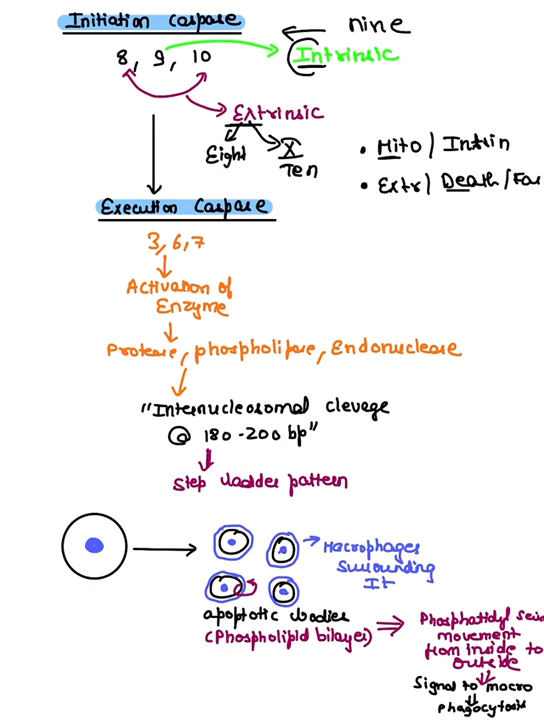 Initiation Caspase
nine
8, 9, 10
Intrinsic
Extrinsic
Eight
X
Ten
• Mito / Intrin
• Extr / Death / Fas
Execution Caspase
3, 6, 7
Activation of
Enzyme
Protease, phospholipase, Endonuclease
"Internucleosomal clevage
@ 180-200 bp"
Step ladder pattern
Macrophages
surrounding
It
apoptotic bodies
(Phospholipid bilayer)
Phosphatidyl
movement
from inside to
outside
Signal to macro
phagocytosis